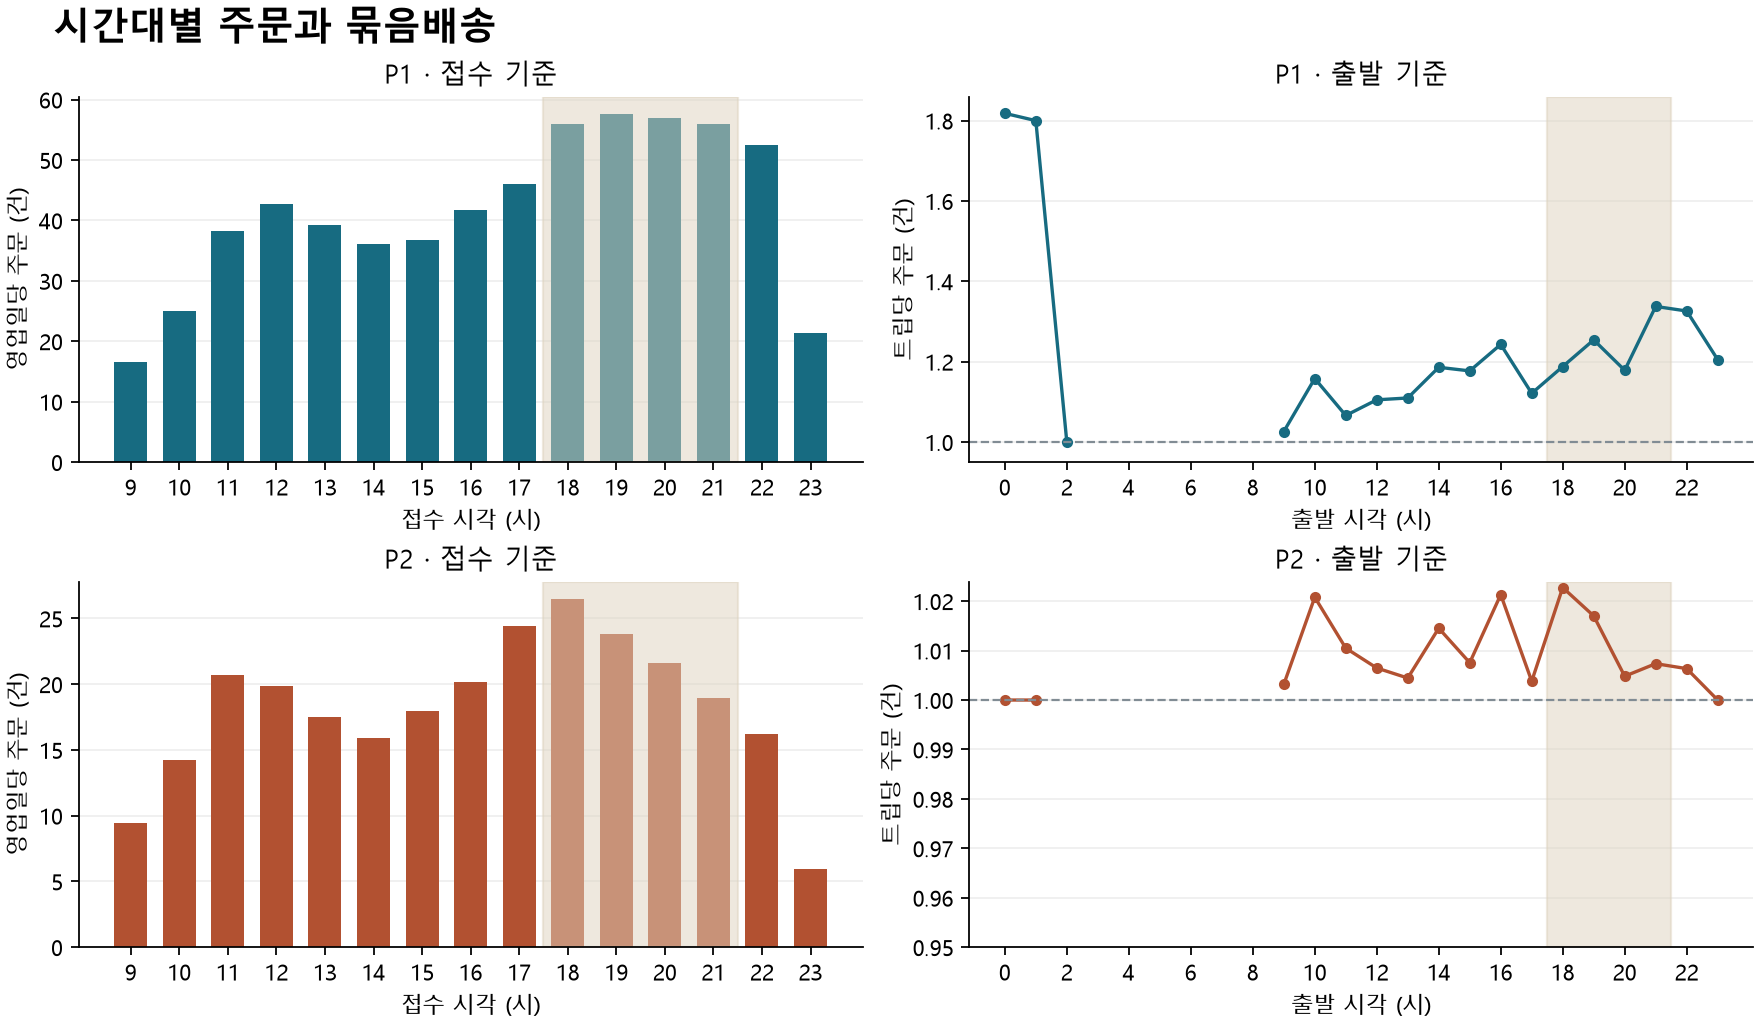 시간대별 주문과 묶음배송
P1 · 접수 기준
영업일당 주문 (건)
60
50
40
30
20
10
0
9 10 11 12 13 14 15 16 17 18 19 20 21 22 23
접수 시각 (시)
P1 · 출발 기준
트립당 주문 (건)
1.8
1.6
1.4
1.2
1.0
0 2 4 6 8 10 12 14 16 18 20 22
출발 시각 (시)
P2 · 접수 기준
영업일당 주문 (건)
25
20
15
10
5
0
9 10 11 12 13 14 15 16 17 18 19 20 21 22 23
접수 시각 (시)
P2 · 출발 기준
트립당 주문 (건)
1.02
1.01
1.00
0.99
0.98
0.97
0.96
0.95
0 2 4 6 8 10 12 14 16 18 20 22
출발 시각 (시)